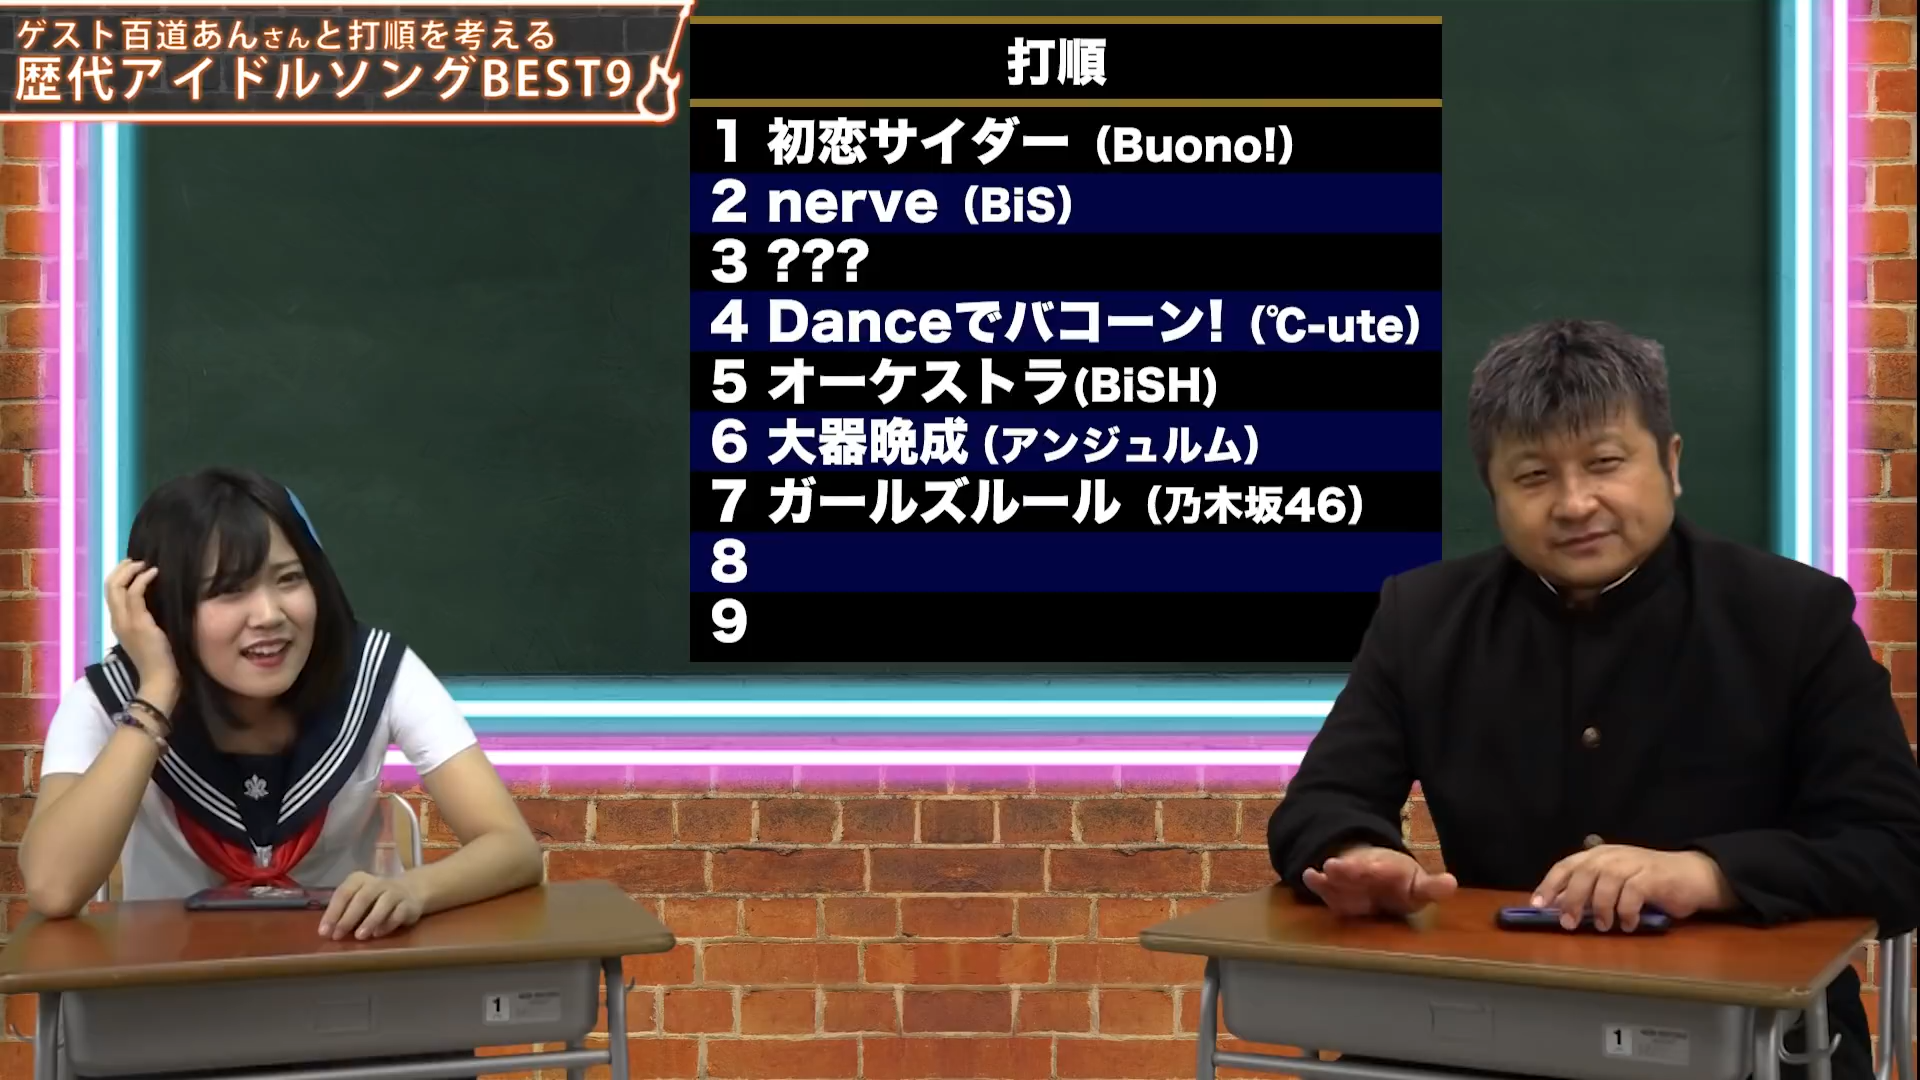 ゲスト百道あんさんと打順を考える
歴代アイドルソングBEST9
打順
1 初恋サイダー（Buono!）
2 nerve（BiS）
3 ???
4 Danceでバコーン!（℃-ute）
5 オーケストラ(BiSH)
6 大器晩成（アンジュルム）
7 ガールズルール（乃木坂46）
8
9
1
1